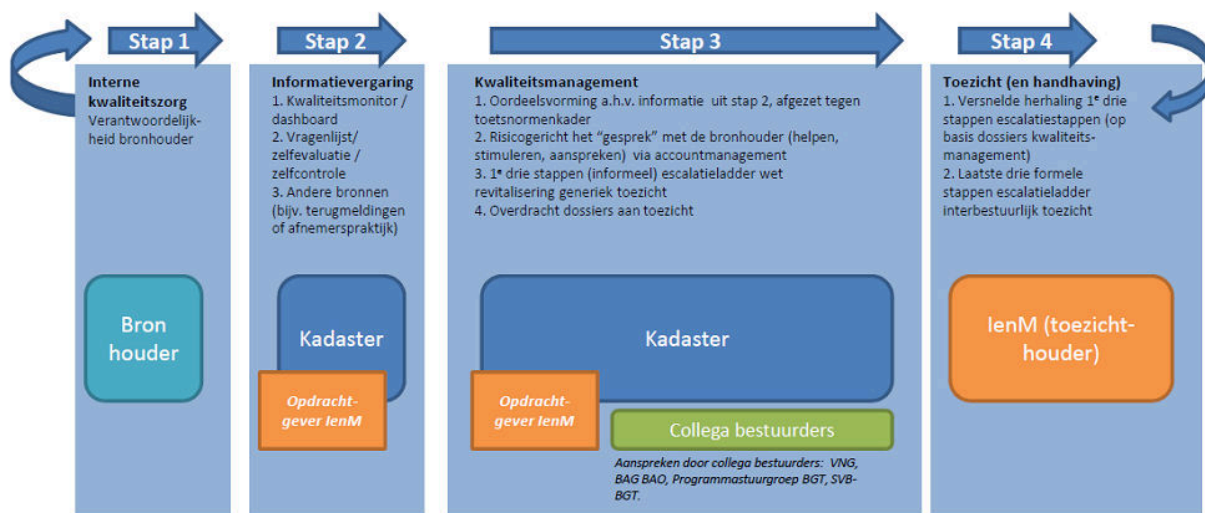 Stap 1
Stap 2
Stap 3
Stap 4
Interne
kwaliteitszorg
Verantwoordelijk-
heid bronhouder
Informatievergaring
1. Kwaliteitsmonitor /
dashboard
2. Vragenlijst/
zelfevaluatie /
zelfcontrole
3. Andere bronnen
(bijv. terugmeldingen
of afnemerspraktijk)
Kwaliteitsmanagement
1. Oordeelsvorming a.h.v. informatie uit stap 2, afgezet tegen
toetsnormenkader
2. Risicogericht het "gesprek" met de bronhouder (helpen,
stimuleren, aanspreken) via accountmanagement
3. 1e drie stappen (informeel) escalatieladder wet
revitalisering generiek toezicht
4. Overdracht dossiers aan toezicht
Toezicht (en handhaving)
1. Versnelde herhaling 1e drie
stappen escalatiestappen (op
basis dossiers kwaliteits-
management)
2. Laatste drie formele
stappen escalatieladder
interbestuurlijk toezicht
Bron
houder
Kadaster
Opdracht-
gever IenM
Kadaster
Opdracht-
gever IenM
Collega bestuurders
Aanspreken door collega bestuurders: VNG,
BAG BAO, Programmastuurgroep BGT, SVB-
BGT.
IenM (toezicht-
houder)